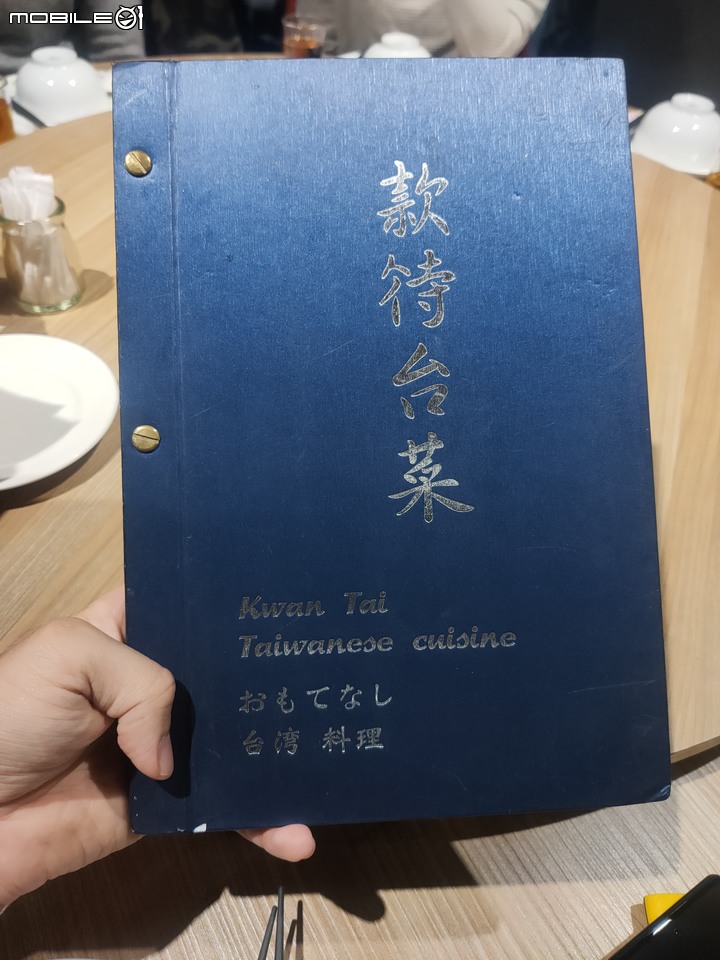 MOBILE01
款待台菜
Kwan Tai
Taiwanese cuisine
おもてなし
台湾 料理